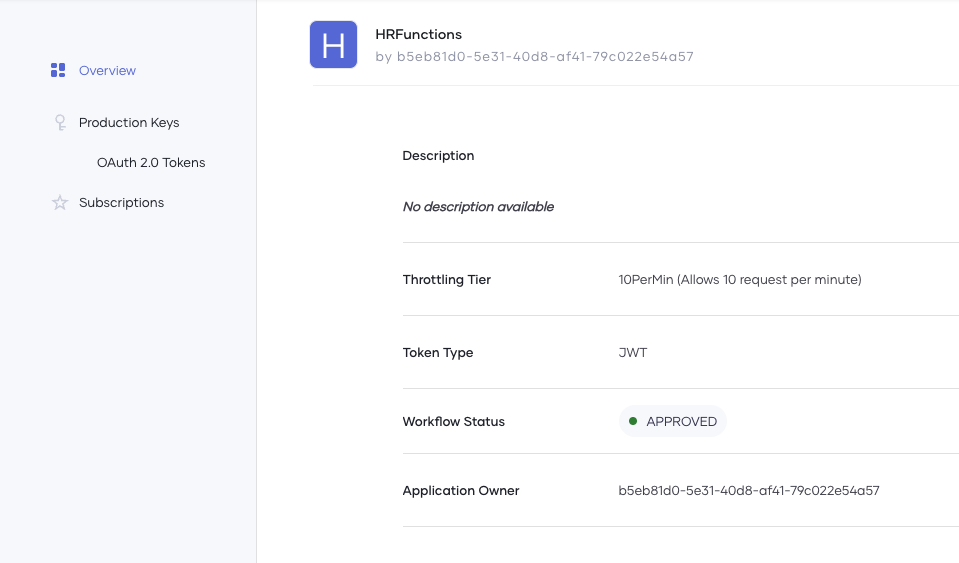 Overview
Production Keys
OAuth 2.0 Tokens
Subscriptions
H
HRFunctions
by b5eb81d0-5e31-40d8-af41-79c022e54a57
Description
No description available
Throttling Tier 10PerMin (Allows 10 request per minute)
Token Type JWT
Workflow Status APPROVED
Application Owner b5eb81d0-5e31-40d8-af41-79c022e54a57